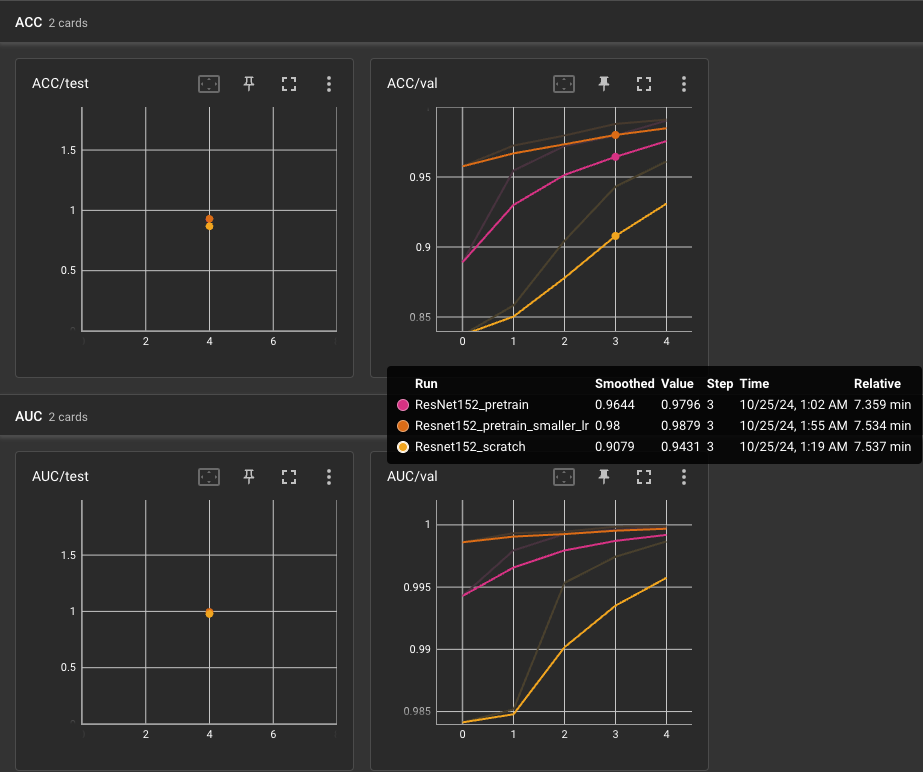 ACC 2 cards
ACC/test
1.5
1
0.5
2 4 6
ACC/val
0.95
0.9
0.85
0 1 2 3 4
Run Smoothed Value Step Time Relative
ResNet152_pretrain 0.9644 0.9796 3 10/25/24, 1:02 AM 7.359 min
Resnet152_pretrain_smaller_lr 0.98 0.9879 3 10/25/24, 1:55 AM 7.534 min
Resnet152_scratch 0.9079 0.9431 3 10/25/24, 1:19 AM 7.537 min
AUC 2 cards
AUC/test
1.5
1
0.5
2 4 6
AUC/val
1
0.995
0.99
0.985
0 1 2 3 4